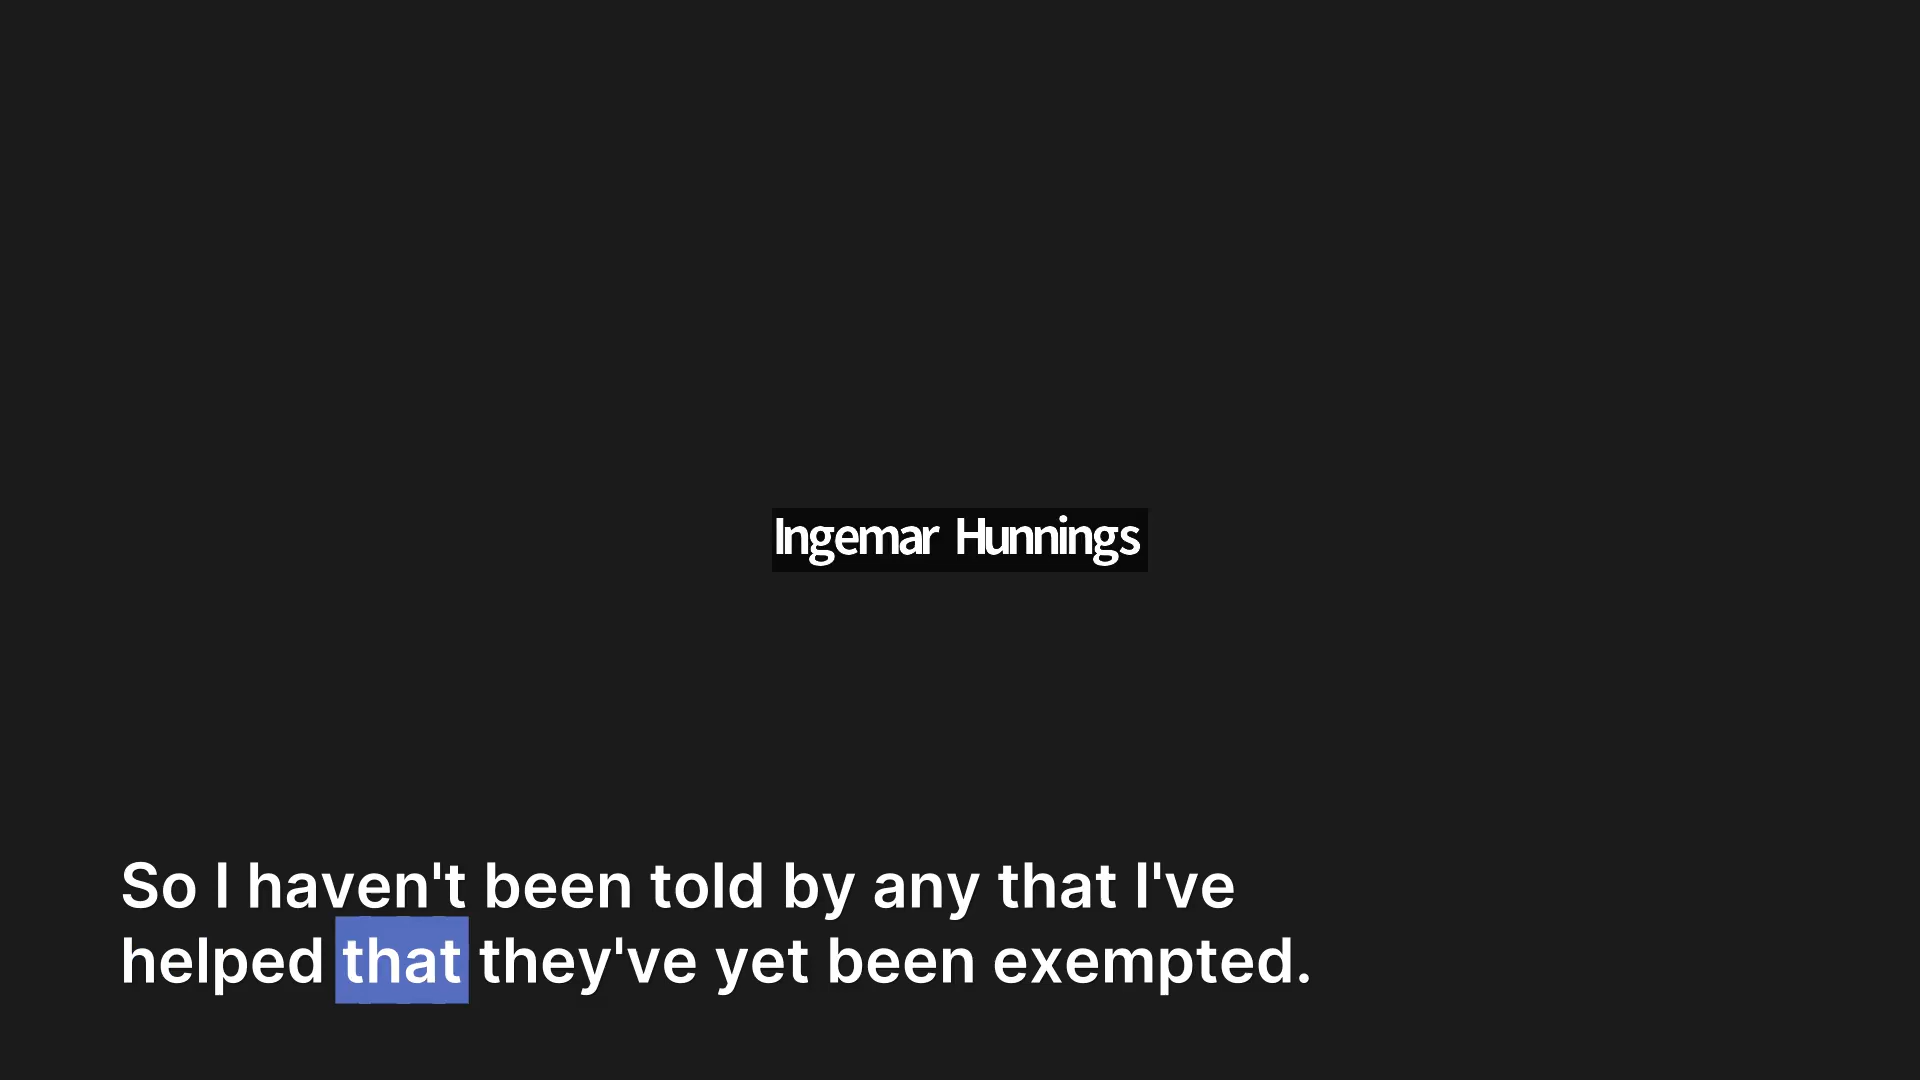 Ingemar Hunnings
So I haven't been told by any that I've
helped that they've yet been exempted.